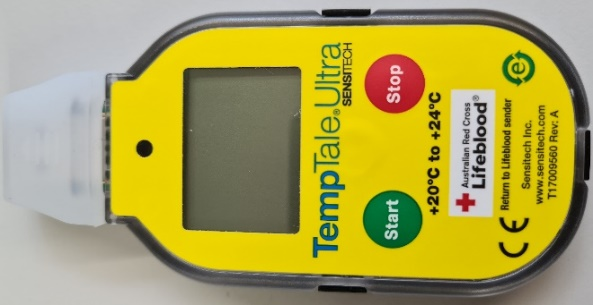 TempTale® Ultra
SENSITECH
Start
Stop
+20°C to +24°C
Australian Red Cross
Lifeblood®
CE
Return to Lifeblood sender
e
Sensitech Inc.
www.sensitech.com
T17009560 Rev: A